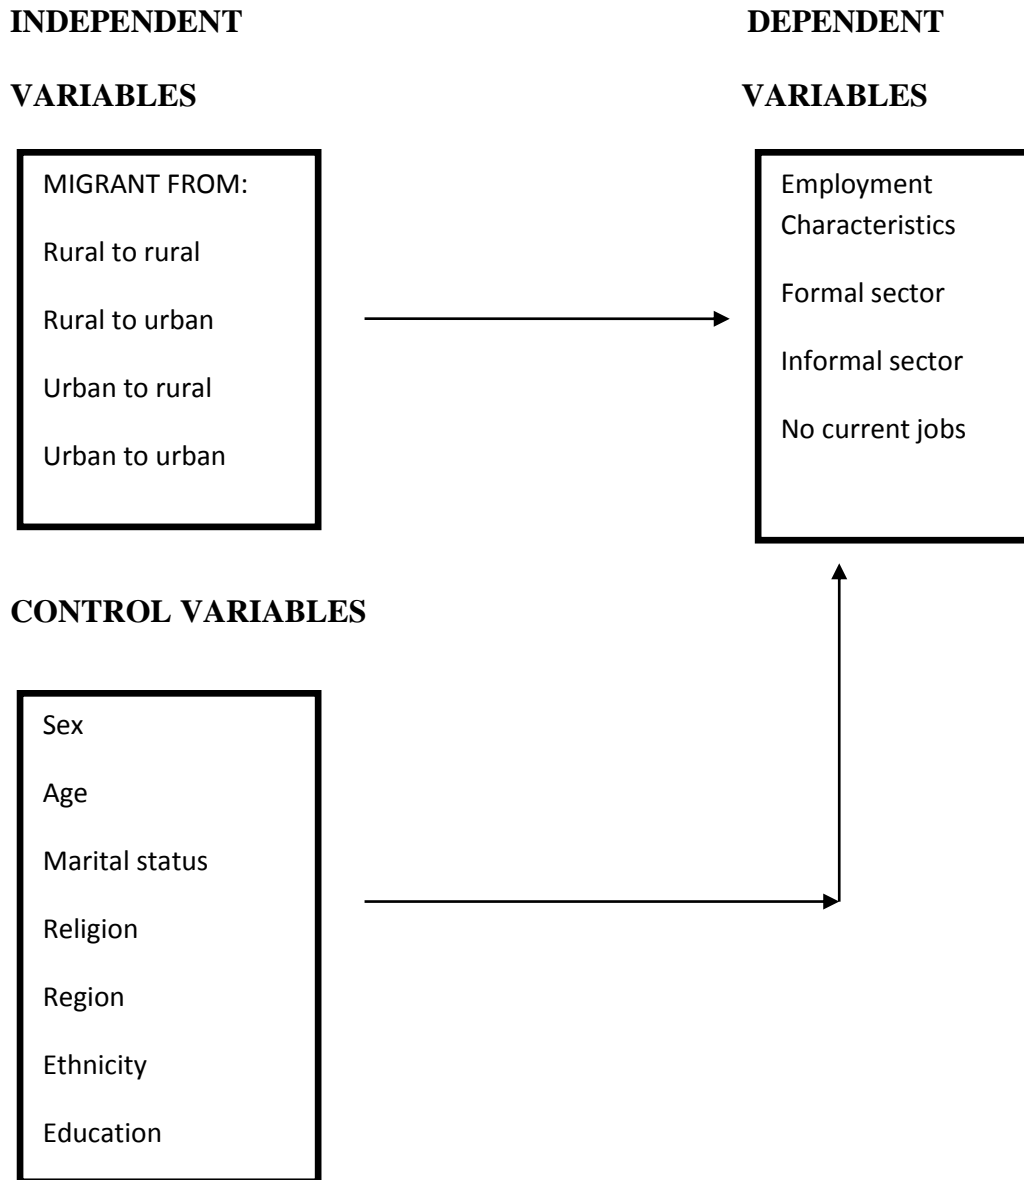 INDEPENDENT
VARIABLES
DEPENDENT
VARIABLES
MIGRANT FROM:
Rural to rural
Rural to urban
Urban to rural
Urban to urban
Employment
Characteristics
Formal sector
Informal sector
No current jobs
CONTROL VARIABLES
Sex
Age
Marital status
Religion
Region
Ethnicity
Education